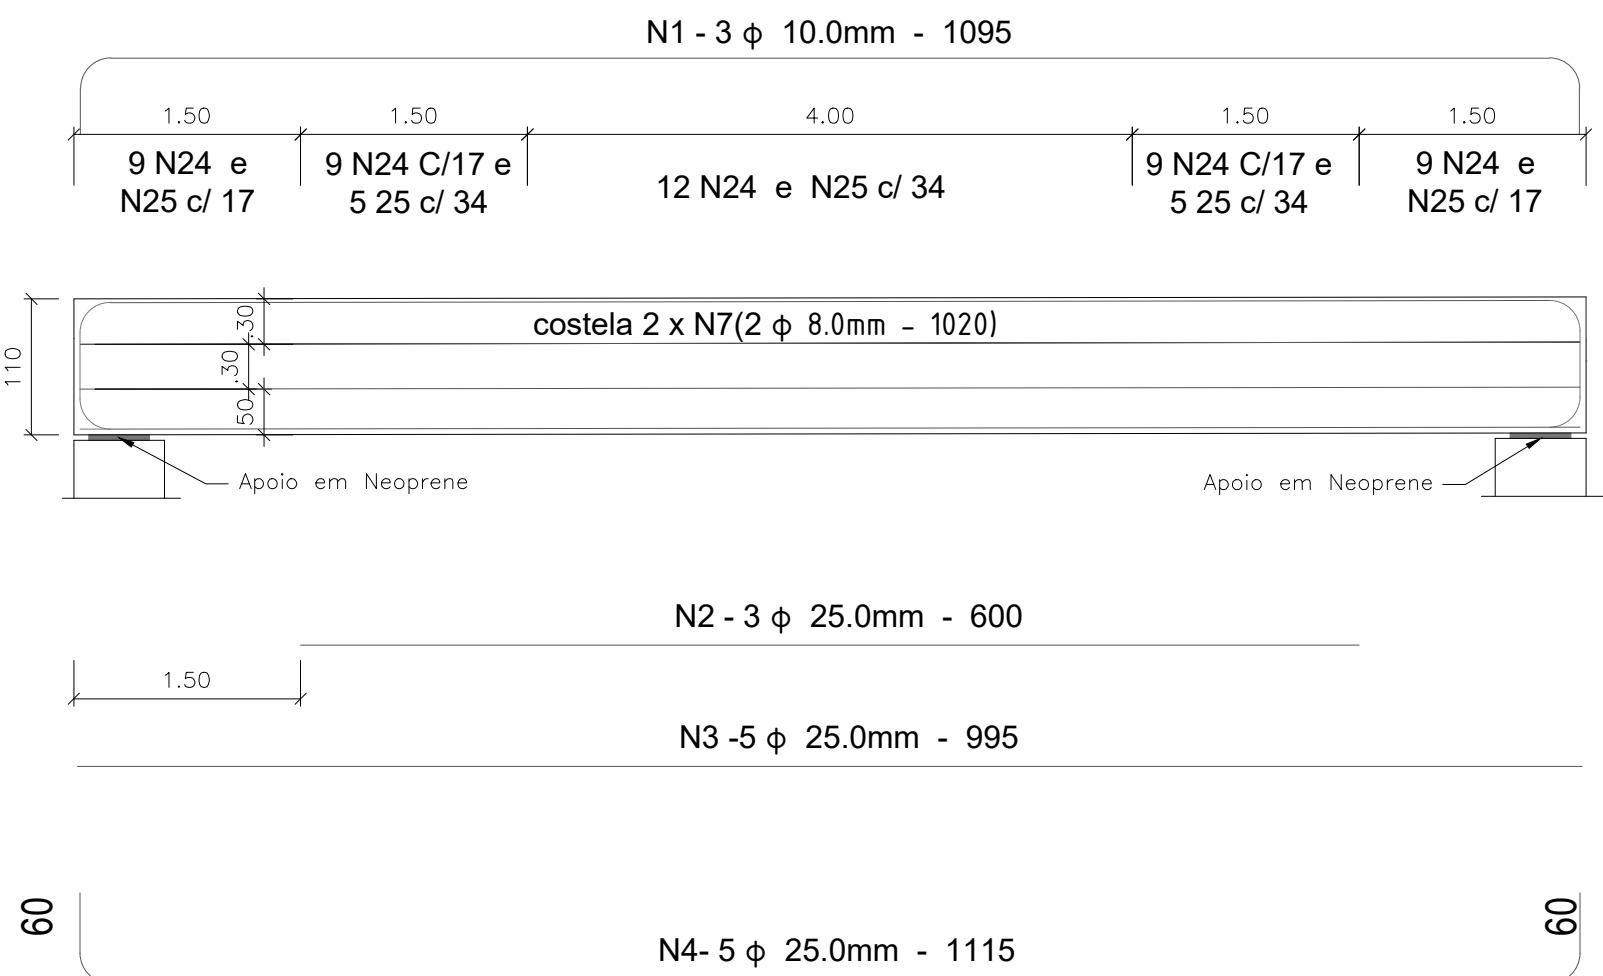 N1 - 3 ϕ 10.0mm - 1095
1.50 1.50 4.00 1.50 1.50
9 N24 e
N25 c/ 17
9 N24 C/17 e
5 25 c/ 34
12 N24 e N25 c/ 34
9 N24 C/17 e
5 25 c/ 34
9 N24 e
N25 c/ 17
110
.30
.30
50
costela 2 x N7(2 ϕ 8.0mm - 1020)
Apoio em Neoprene
Apoio em Neoprene
N2 - 3 ϕ 25.0mm - 600
1.50
N3 -5 ϕ 25.0mm - 995
60
60
N4- 5 ϕ 25.0mm - 1115